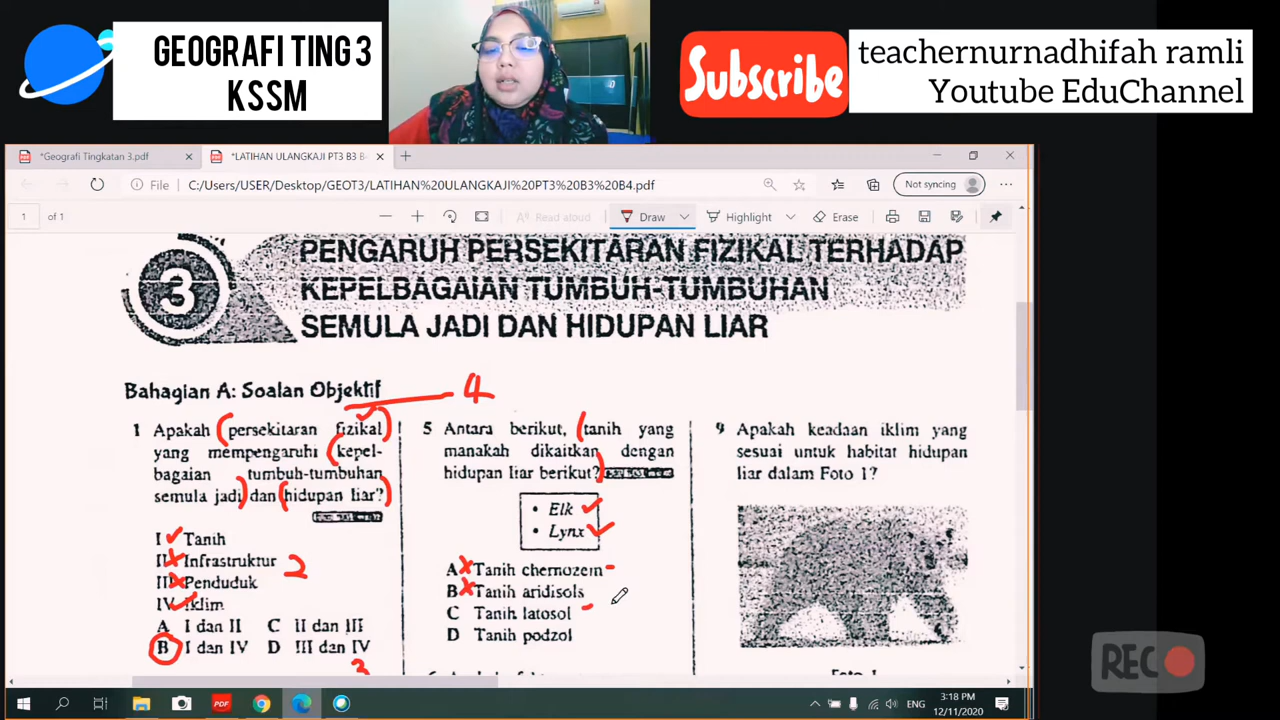 GEOGRAFI TING 3
KSSM
Subscribe
teachernurnadhifah ramli
Youtube EduChannel
*Geografi Tingkatan 3.pdf
*LATIHAN ULANGKAJI PT3 B3 B
File
C:/Users/USER/Desktop/GEOT3/LATIHAN%20ULANGKAJI%20PT3%20B3%20B4.pdf
Not syncing
1
of 1
Read aloud
Draw
Highlight
Erase
3
PENGARUH PERSEKITARAN FIZIKAL TERHADAP
KEPELBAGAIAN TUMBUH-TUMBUHAN
SEMULA JADI DAN HIDUPAN LIAR
Bahagian A: Soalan Objektif
4
1 Apakah (persekitaran fizikal)
yang mempengaruhi (kepel-
bagaian tumbuh-tumbuhan
semula jadi) dan (hidupan liar?)
I Tanih
II Infrastruktur
2
III Penduduk
IV Iklim
A I dan II C II dan III
B I dan IV D III dan IV
3
5 Antara berikut, (tanih yang
manakah dikaitkan dengan
hidupan liar berikut?)
• Elk
• Lynx
A Tanih chernozem
B Tanih aridisols
C Tanih latosol
D Tanih podzol
9 Apakah keadaan iklim yang
sesuai untuk habitat hidupan
liar dalam Foto 1?
REC
ENG
3:18 PM
12/11/2020